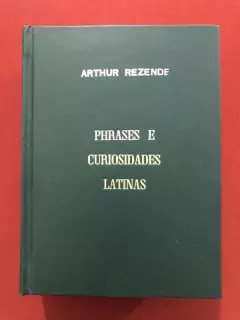 ARTHUR REZENDE
PHRASES E
CURIOSIDADES
LATINAS